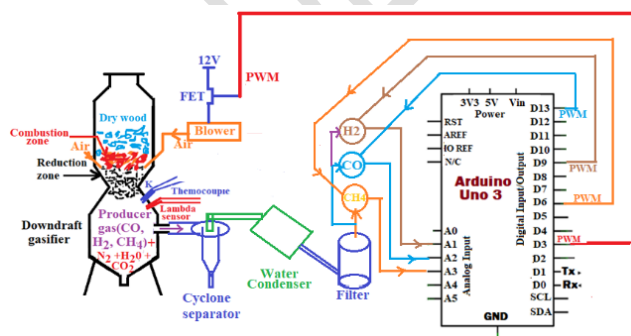 12V
PWM
FET
Blower
Air
Dry wood
Combustion
zone
Air
Reduction
zone
K
Themocouple
Lambda
sensor
Downdraft
gasifier
Producer
gas(CO,
H2, CH4)+
N2 +H20 +
CO2
Cyclone
separator
Water
Condenser
Filter
H2
CO
CH4
3V3 5V Vin
Power
RST
AREF
IO REF
N/C
Arduino
Uno 3
Digital Input/Output
Analog Input
A0
A1
A2
A3
A4
A5
GND
D13
D12
D11
D10
D9
D8
D7
D6
D5
D4
D3
D2
D1 Tx
D0 Rx
SCL
SDA
PWM
PWM
PWM
PWM